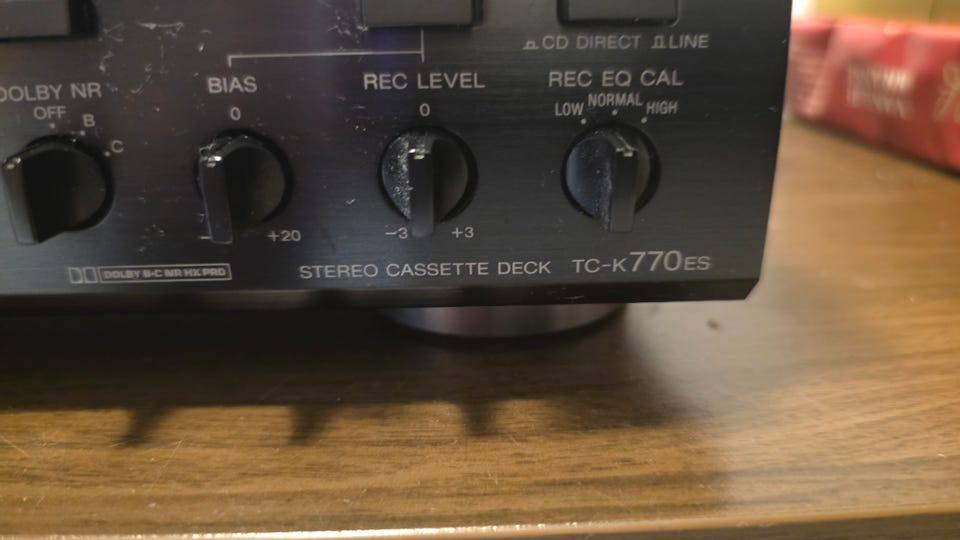 CD DIRECT LINE
DOLBY NR
OFF
B
C
BIAS
0
+20
REC LEVEL
0
-3 +3
REC EQ CAL
LOW NORMAL HIGH
DOLBY B-C NR HX PRO
STEREO CASSETTE DECK TC-K770ES